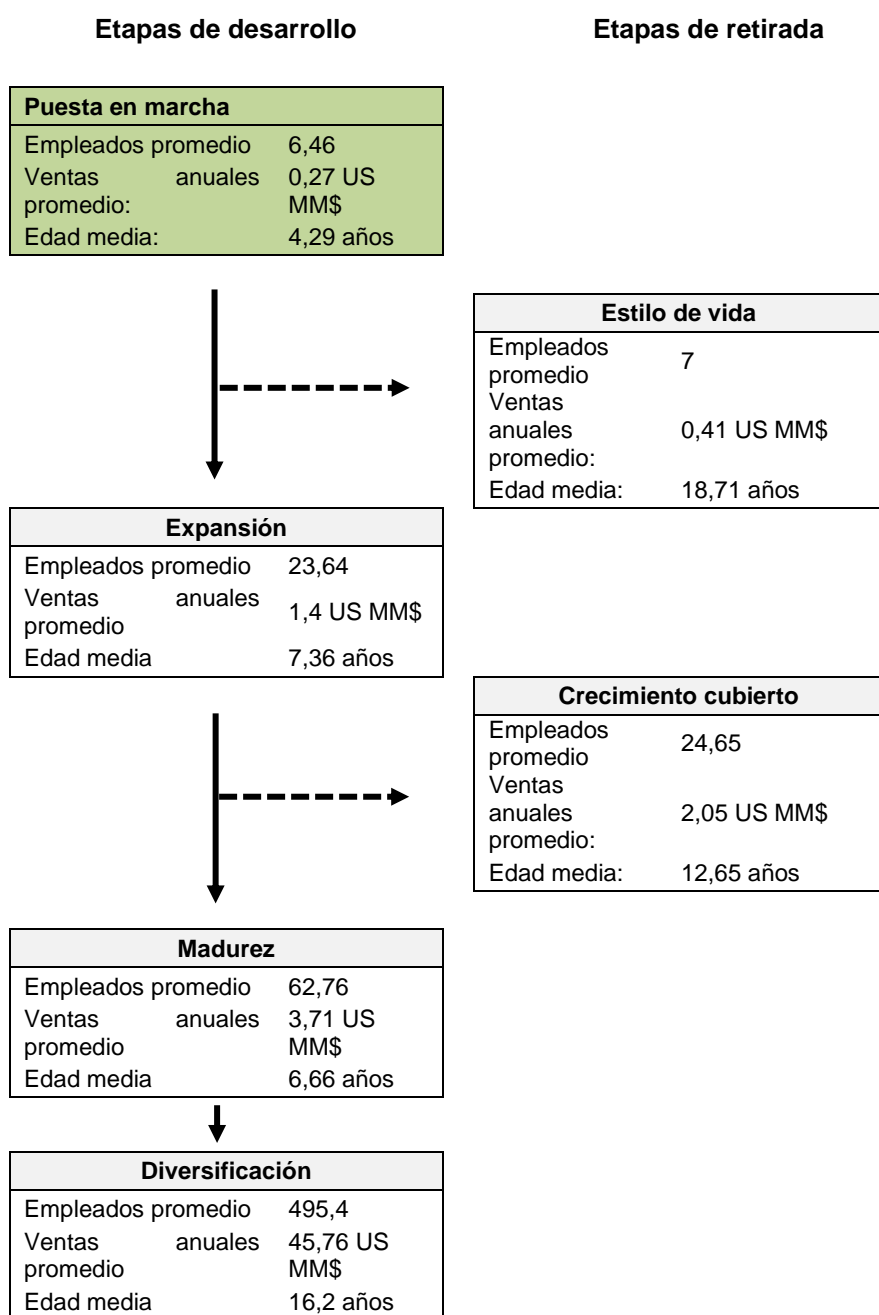 Etapas de desarrollo
Etapas de retirada
Puesta en marcha
Empleados promedio 6,46
Ventas anuales promedio: 0,27 US MM$
Edad media: 4,29 años
Estilo de vida
Empleados promedio 7
Ventas anuales promedio: 0,41 US MM$
Edad media: 18,71 años
Expansión
Empleados promedio 23,64
Ventas anuales promedio 1,4 US MM$
Edad media 7,36 años
Crecimiento cubierto
Empleados promedio 24,65
Ventas anuales promedio: 2,05 US MM$
Edad media: 12,65 años
Madurez
Empleados promedio 62,76
Ventas anuales promedio 3,71 US MM$
Edad media 6,66 años
Diversificación
Empleados promedio 495,4
Ventas anuales promedio 45,76 US MM$
Edad media 16,2 años